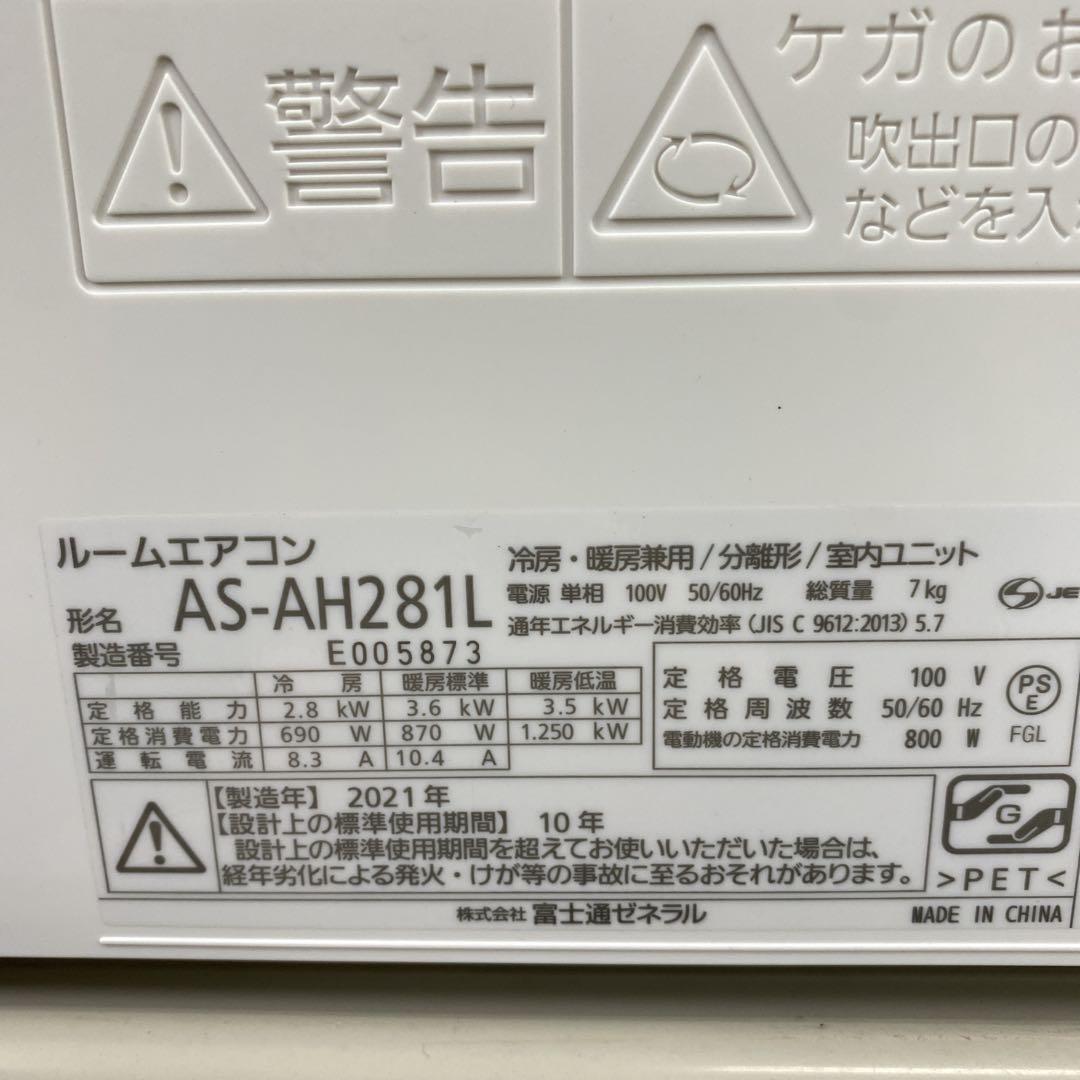 警告
ケガのお
吹出口の
などを入
ルームエアコン
形名 AS-AH281L
製造番号 E005873
冷房・暖房兼用/分離形/室内ユニット
電源 単相 100V 50/60Hz 総質量 7kg
通年エネルギー消費効率(JIS C 9612:2013) 5.7
JE
冷房 暖房標準 暖房低温
定格能力 2.8 kW 3.6 kW 3.5 kW
定格消費電力 690 W 870 W 1.250 kW
運転電流 8.3 A 10.4 A
定格電圧 100 V
定格周波数 50/60 Hz
電動機の定格消費電力 800 W
PS
E
FGL
【製造年】 2021年
【設計上の標準使用期間】 10年
設計上の標準使用期間を超えてお使いいただいた場合は、
経年劣化による発火・けが等の事故に至るおそれがあります。
G
>PET<
株式会社 富士通ゼネラル
MADE IN CHINA